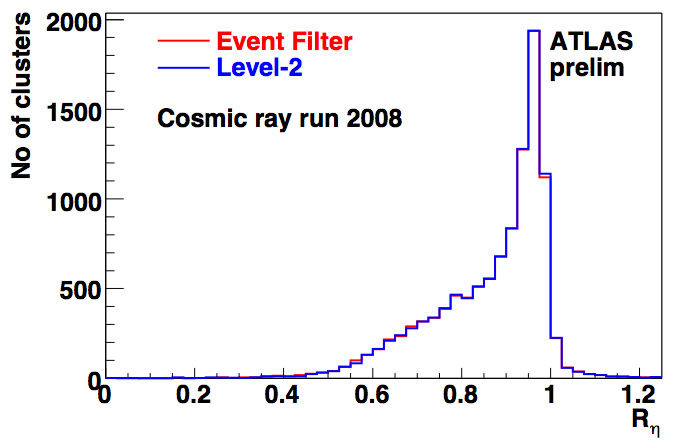 No of clusters
2000
1500
1000
500
0
Event Filter
Level-2
Cosmic ray run 2008
ATLAS
prelim
0 0.2 0.4 0.6 0.8 1 1.2
Rη